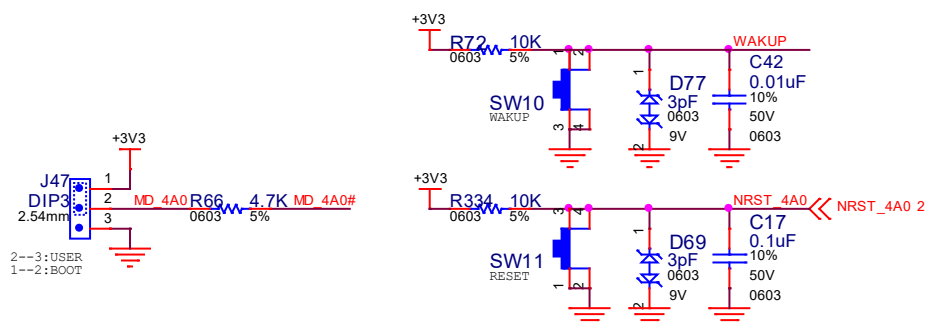 +3V3
R72 10K
0603 5%
WAKUP
1 2
SW10
WAKUP
3 4
1
D77
3pF
0603
9V
2
C42
0.01uF
10%
50V
0603
+3V3
J47
DIP3
2.54mm
1
2
3
MD_4A0
R66 4.7K
0603 5%
MD_4A0#
2--3:USER
1--2:BOOT
+3V3
R334 10K
0603 5%
NRST_4A0
NRST_4A0 2
3 4
SW11
RESET
1 2
1
D69
3pF
0603
9V
2
C17
0.1uF
10%
50V
0603